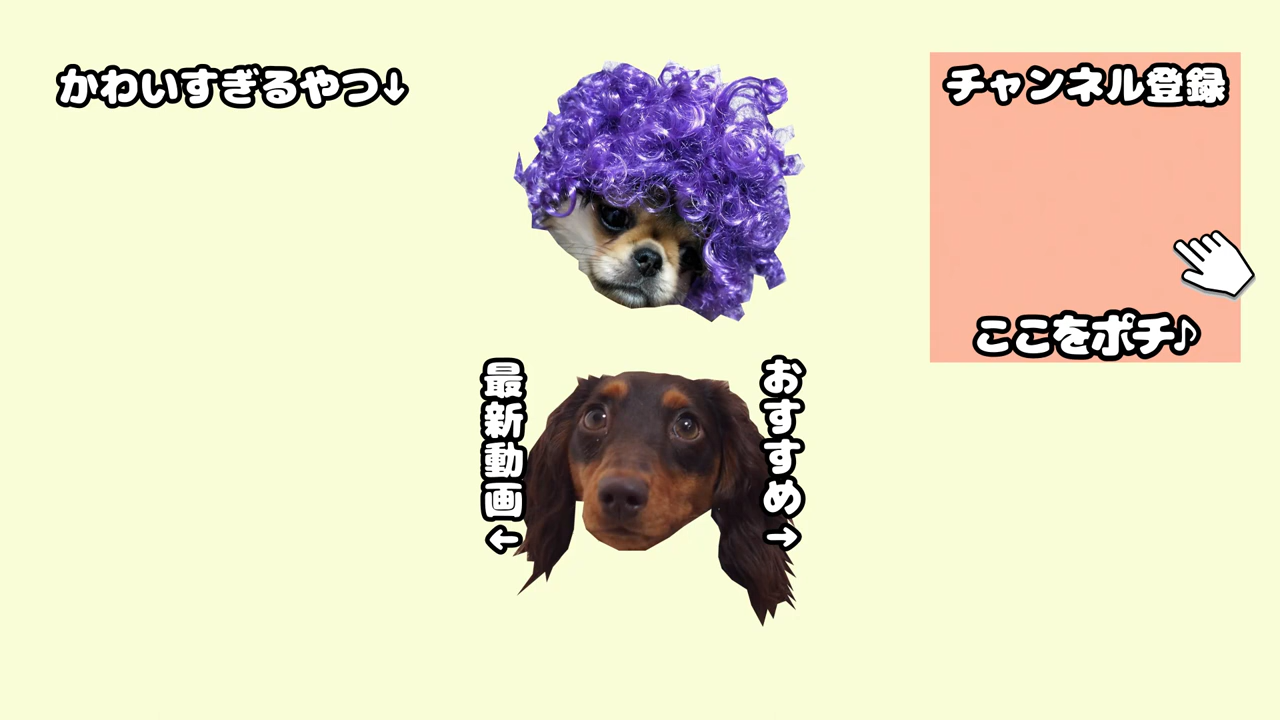 かわいすぎるやつ↓
チャンネル登録
ここをポチ♪
最新動画←
おすすめ→